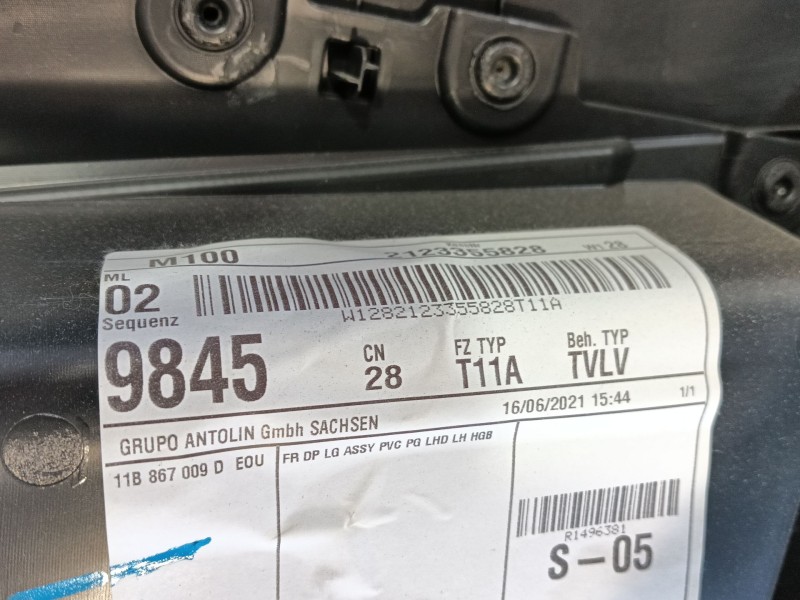 M100 2123355828 W128
ML
02
Sequenz
W1282123355828T11A
9845 CN 28 FZ TYP T11A Beh. TYP TVLV
16/06/2021 15:44 1/1
GRUPO ANTOLIN Gmbh SACHSEN
11B 867 009 D EOU
FR DP LG ASSY PVC PG LHD LH HGB
R1496381
S-05